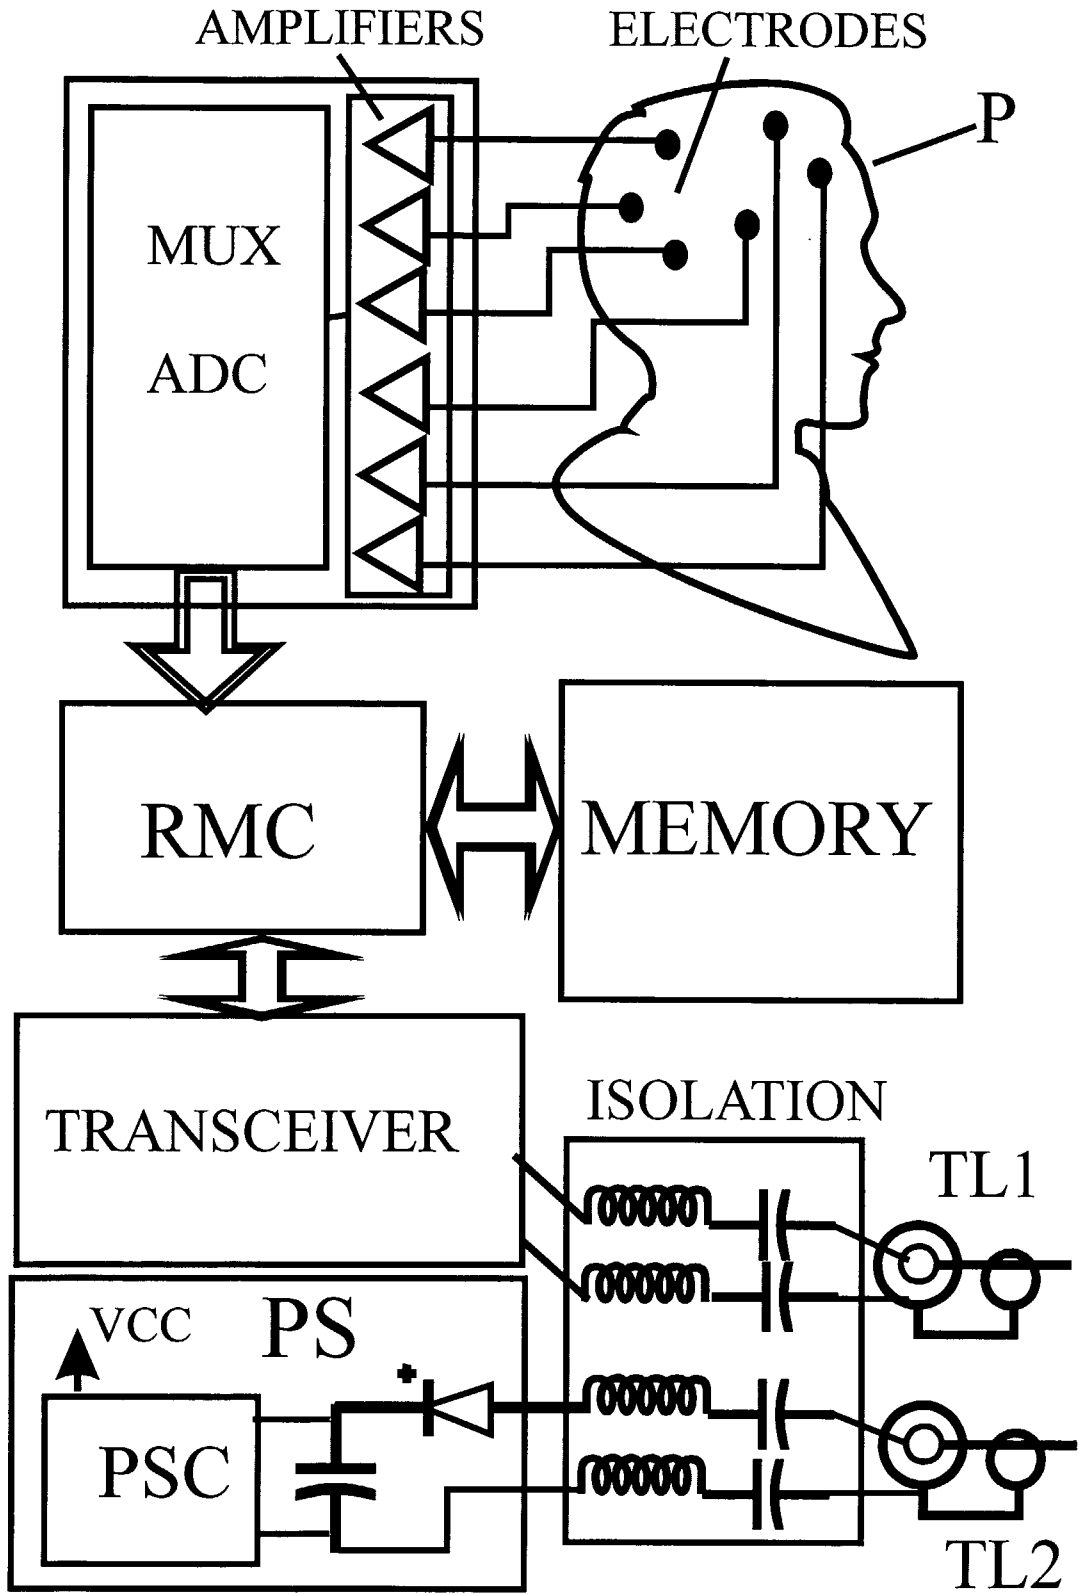 AMPLIFIERS
ELECTRODES
P
MUX
ADC
RMC
MEMORY
TRANSCEIVER
ISOLATION
TL1
VCC
PS
PSC
TL2